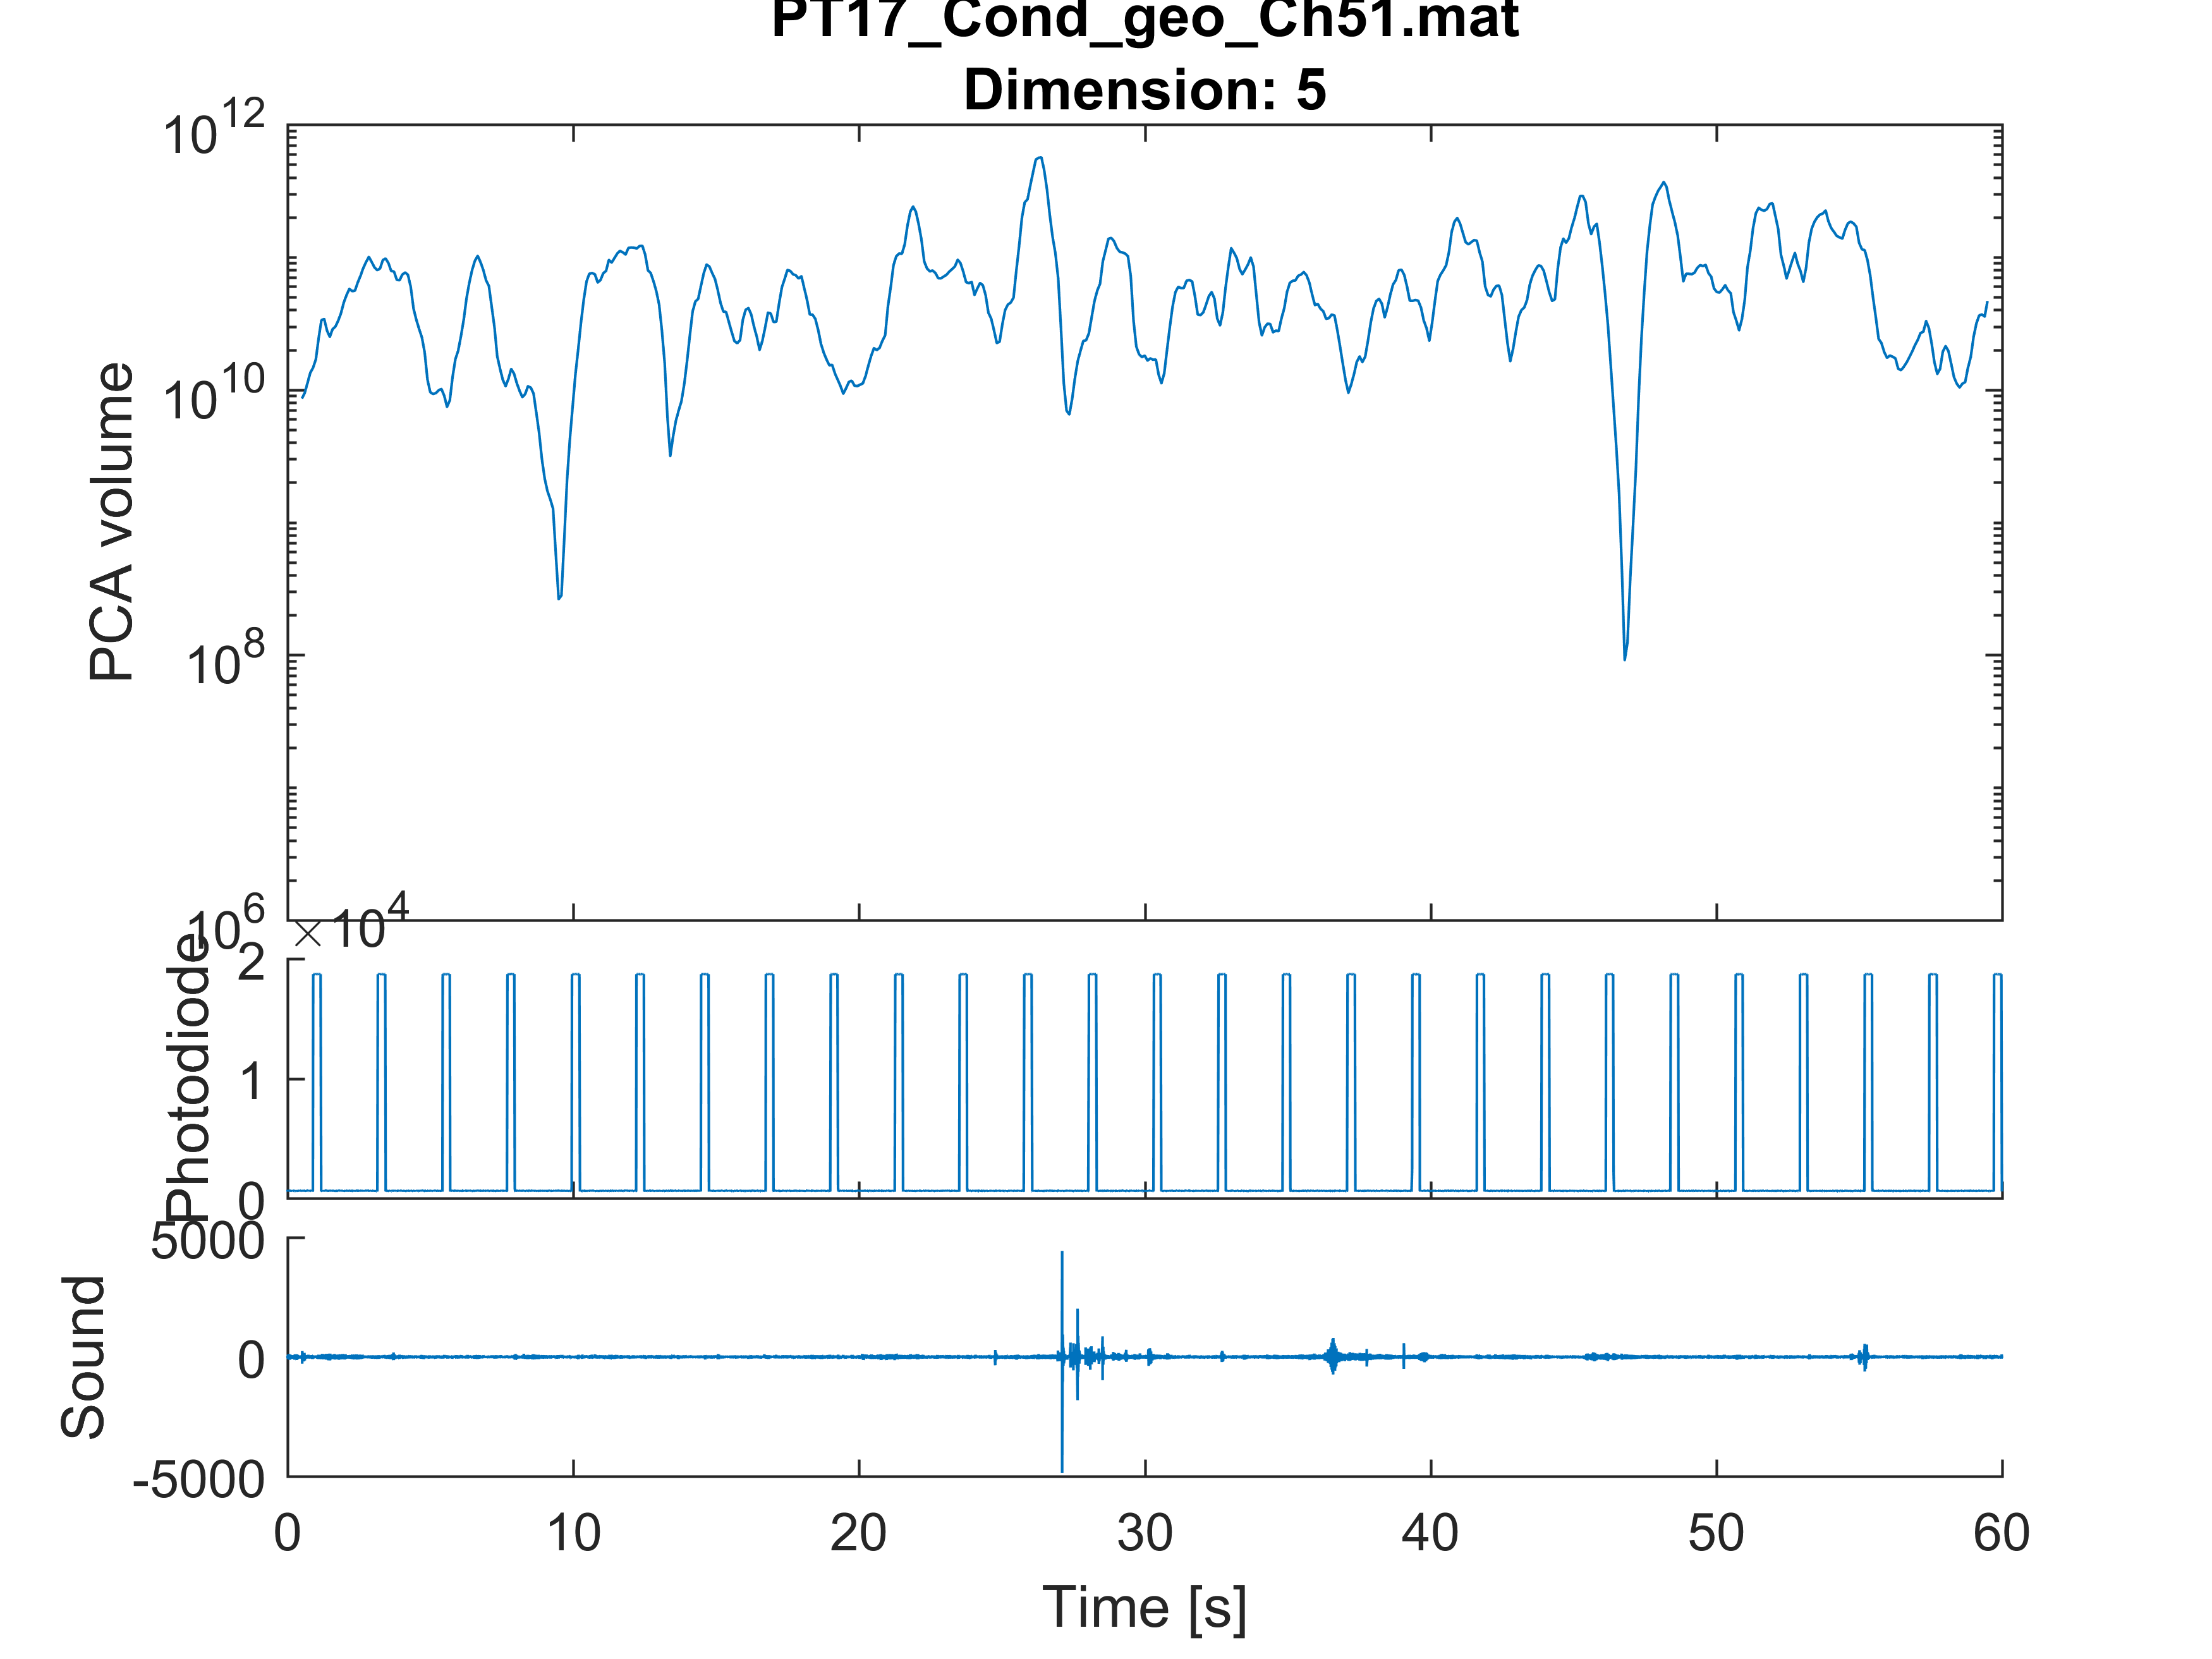 PT17_Cond_geo_Ch51.mat
Dimension: 5
10^12
10^10
10^8
10^6
PCA volume
×10^4
2
1
0
Photodiode
5000
0
-5000
Sound
0 10 20 30 40 50 60
Time [s]